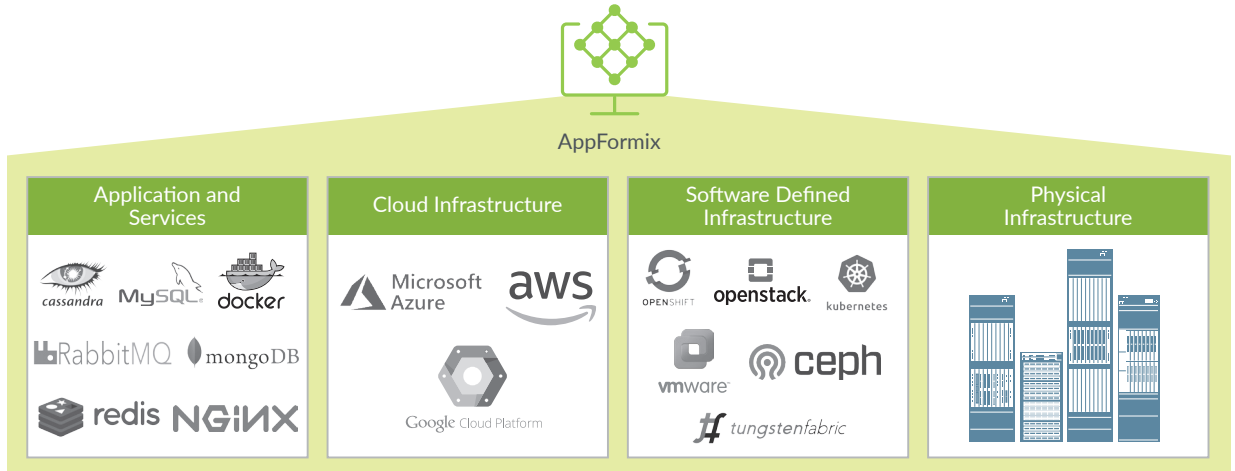 AppFormix
Application and
Services
Cloud Infrastructure
Software Defined
Infrastructure
Physical
Infrastructure
cassandra
MySQL®
docker
RabbitMQ
mongoDB
redis
NGiNX
Microsoft
Azure
aws
Google Cloud Platform
OPENSHIFT
openstack®
kubernetes
vmware®
ceph
tungstenfabric